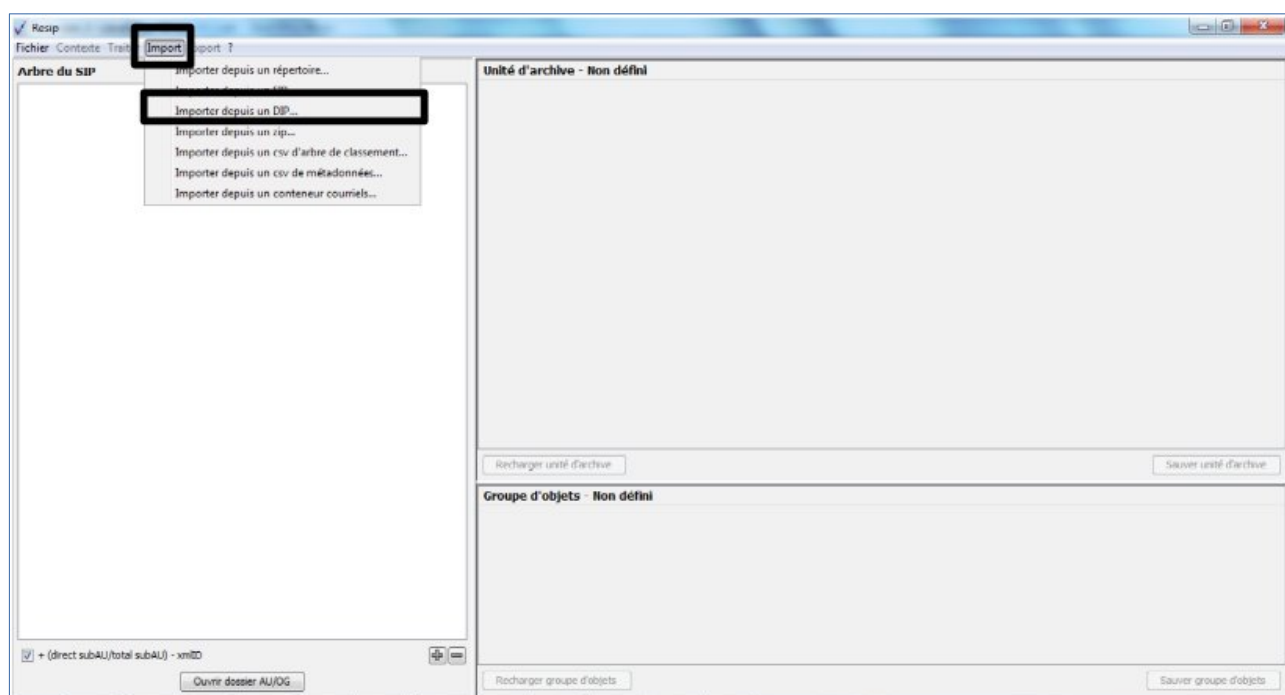 Resip
Fichier Contexte Import ?
Arbre du SIP
Importer depuis un répertoire...
Importer depuis un DIP...
Importer depuis un zip...
Importer depuis un csv d'arbre de classement...
Importer depuis un csv de métadonnées...
Importer depuis un conteneur courriels...
Unité d'archive - Non défini
Recharger unité d'archive
Sauver unité d'archive
Groupe d'objets - Non défini
+ (direct subAU/total subAU) - xmlID
Ouvrir dossier AU/OG
Recharger groupe d'objets
Sauver groupe d'objets